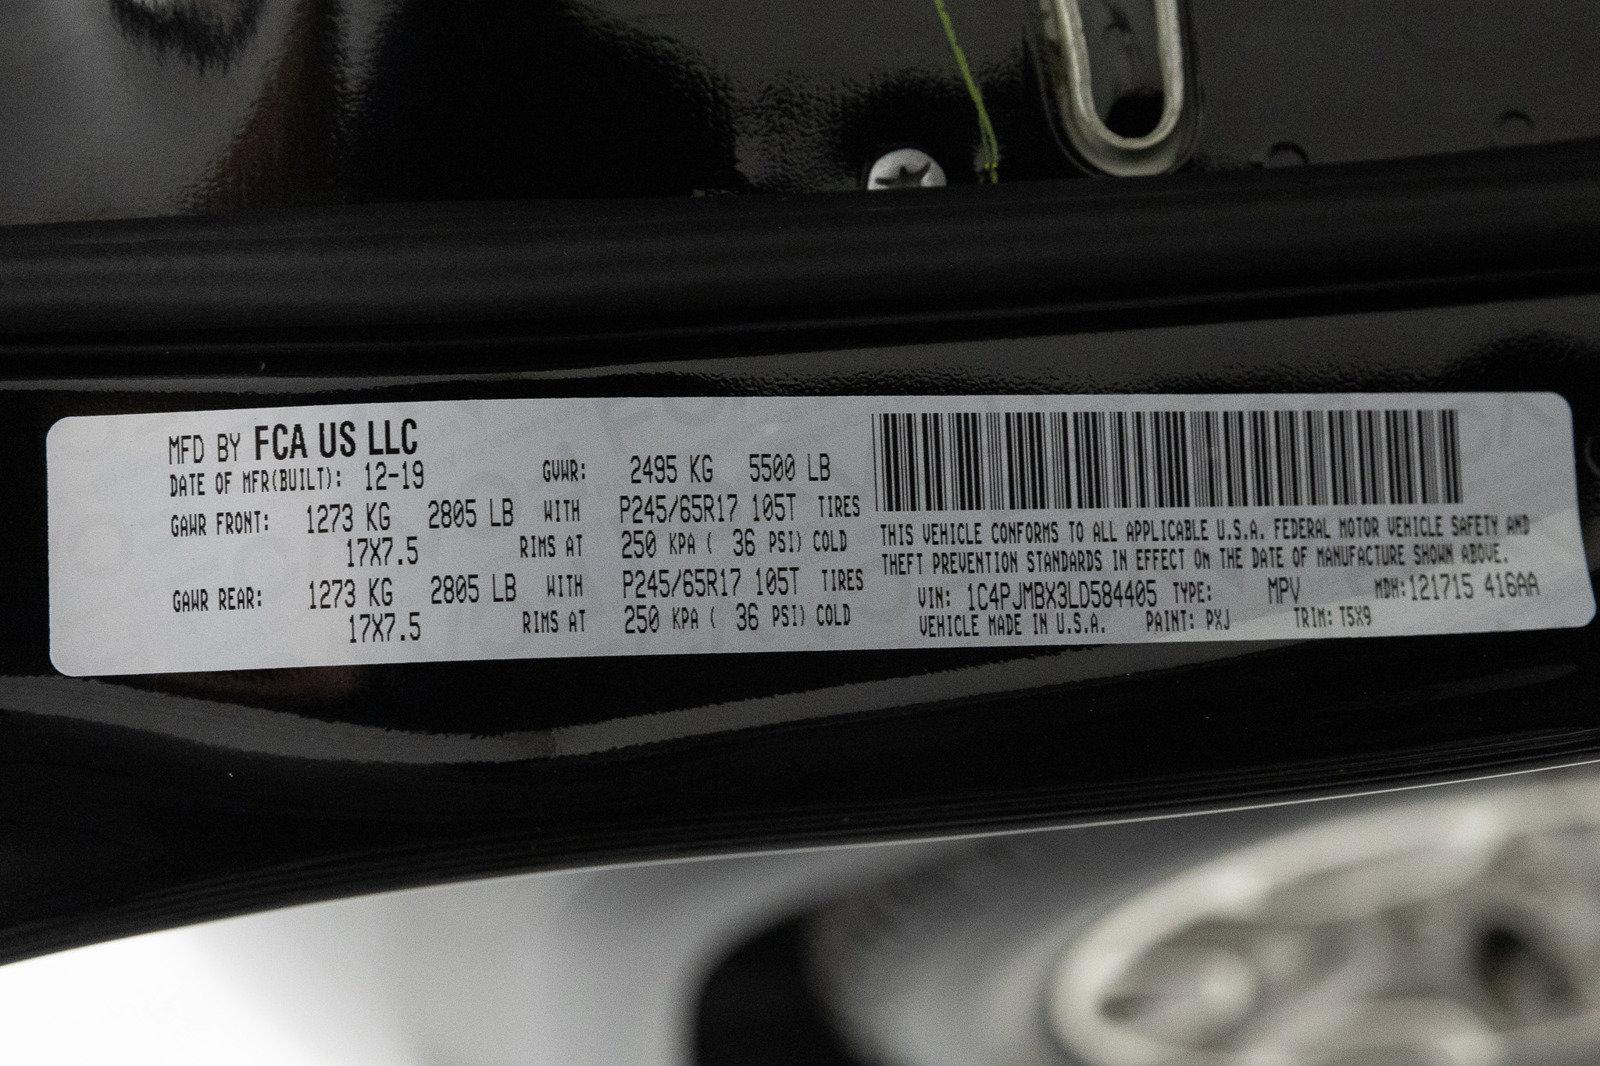 MFD BY FCA US LLC
DATE OF MFR(BUILT): 12-19 GVWR: 2495 KG 5500 LB
GAWR FRONT: 1273 KG 2805 LB WITH P245/65R17 105T TIRES
17X7.5 RIMS AT 250 KPA ( 36 PSI) COLD
GAWR REAR: 1273 KG 2805 LB WITH P245/65R17 105T TIRES
17X7.5 RIMS AT 250 KPA ( 36 PSI) COLD
THIS VEHICLE CONFORMS TO ALL APPLICABLE U.S.A. FEDERAL MOTOR VEHICLE SAFETY AND
THEFT PREVENTION STANDARDS IN EFFECT ON THE DATE OF MANUFACTURE SHOWN ABOVE.
VIN: 1C4PJMBX3LD584405 TYPE: MPV MDH: 121715 416AA
VEHICLE MADE IN U.S.A. PAINT: PXJ TRIM: T5X9